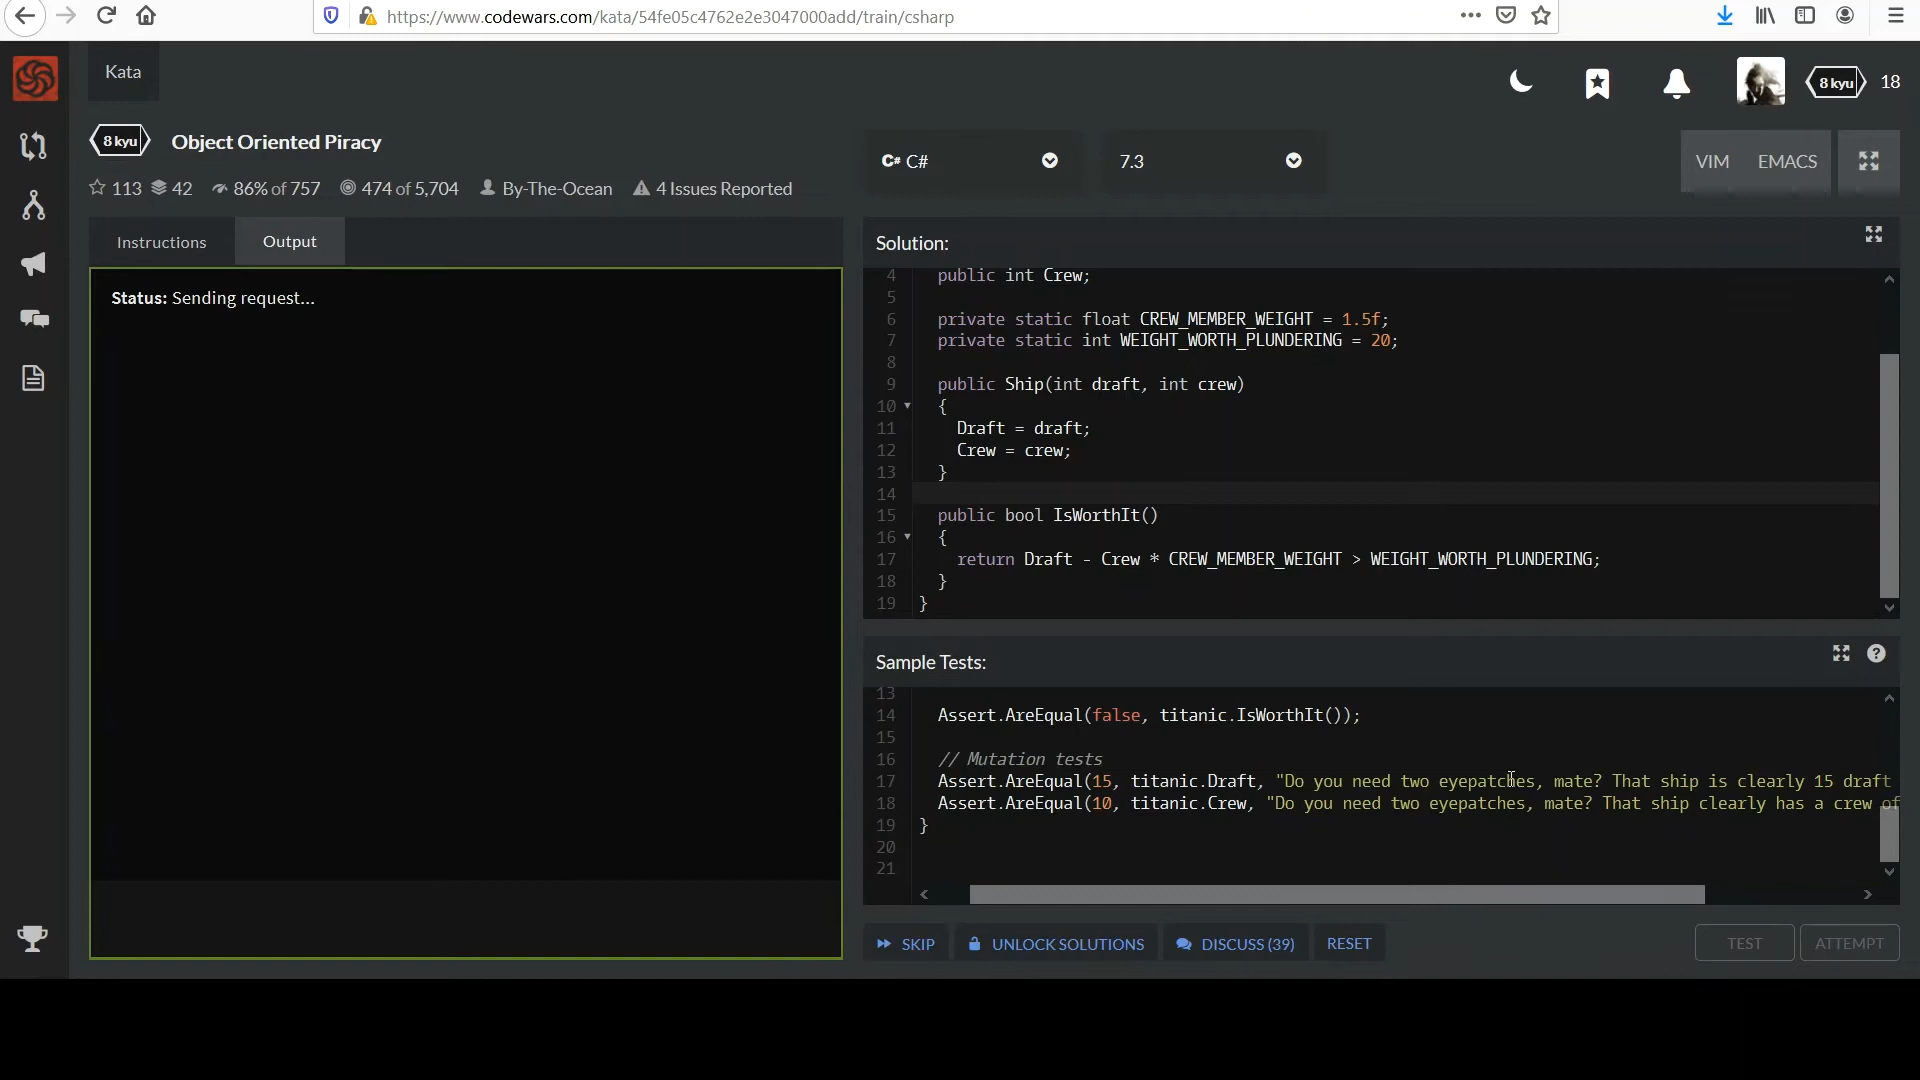 https://www.codewars.com/kata/54fe05c4762e2e3047000add/train/csharp
Kata
8 kyu 18
8 kyu Object Oriented Piracy
113 42 86% of 757 474 of 5,704 By-The-Ocean 4 Issues Reported
C# C#
7.3
VIM EMACS
Instructions Output
Status: Sending request...
Solution:
4 public int Crew;
5
6 private static float CREW_MEMBER_WEIGHT = 1.5f;
7 private static int WEIGHT_WORTH_PLUNDERING = 20;
8
9 public Ship(int draft, int crew)
10 {
11 Draft = draft;
12 Crew = crew;
13 }
14
15 public bool IsWorthIt()
16 {
17 return Draft - Crew * CREW_MEMBER_WEIGHT > WEIGHT_WORTH_PLUNDERING;
18 }
19 }
Sample Tests:
13
14 Assert.AreEqual(false, titanic.IsWorthIt());
15
16 // Mutation tests
17 Assert.AreEqual(15, titanic.Draft, "Do you need two eyepatches, mate? That ship is clearly 15 draft
18 Assert.AreEqual(10, titanic.Crew, "Do you need two eyepatches, mate? That ship clearly has a crew of
19 }
20
21
SKIP UNLOCK SOLUTIONS DISCUSS (39) RESET TEST ATTEMPT